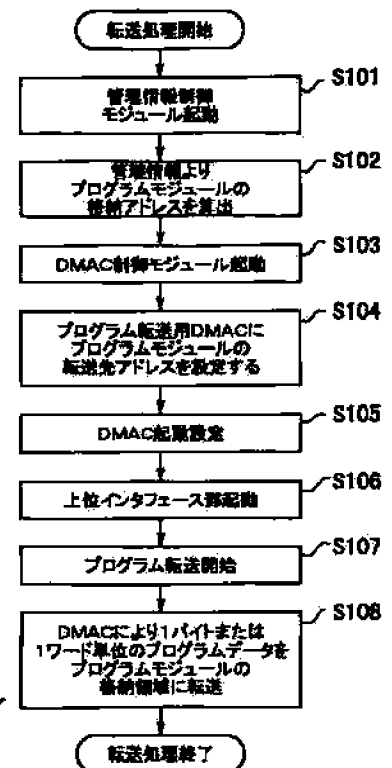 転送処理開始
S101
管理情報制御
モジュール起動
S102
管理情報より
プログラムモジュールの
格納アドレスを算出
S103
DMAC制御モジュール起動
S104
プログラム転送用DMACに
プログラムモジュールの
転送先アドレスを設定する
S105
DMAC起動設定
S106
上位インタフェース部起動
S107
プログラム転送開始
S108
DMACにより1バイトまたは
1ワード単位のプログラムデータを
プログラムモジュールの
格納領域に転送
転送処理終了